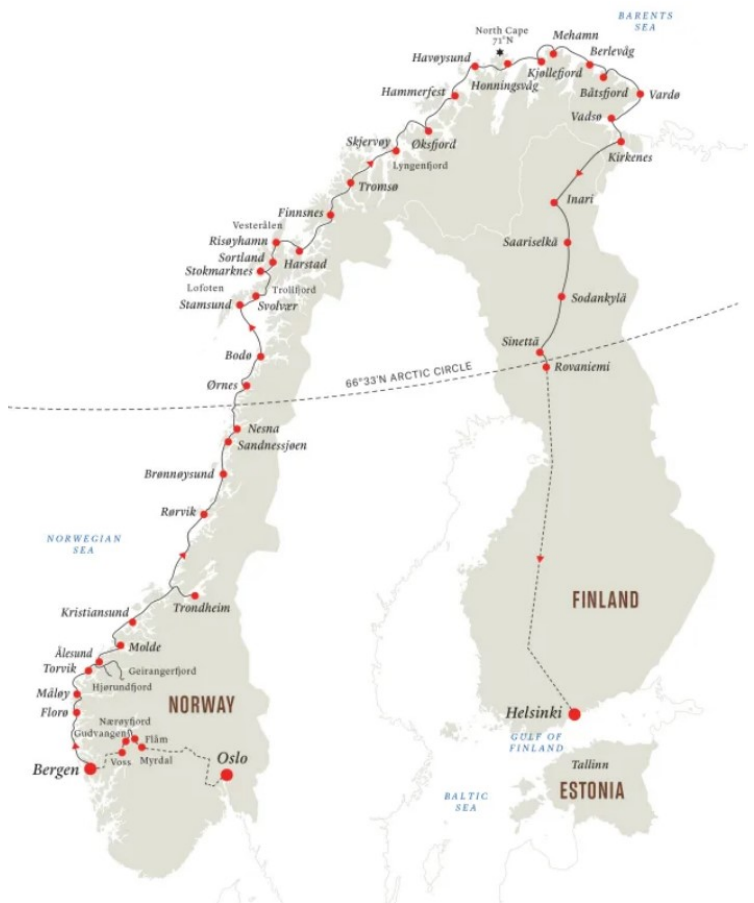 BARENTS
SEA
North Cape
71°N
Mehamn
Berlevåg
Havøysund
Kjøllefjord
Honningsvåg
Båtsfjord
Vardø
Hammerfest
Vadsø
Skjervøy
Øksfjord
Kirkenes
Lyngenfjord
Tromsø
Inari
Finnsnes
Vesterålen
Risøyhamn
Saariselkä
Sortland
Harstad
Stokmarknes
Lofoten
Trollfjord
Stamsund
Svolvær
Sodankylä
Sinettä
Bodø
66°33'N ARCTIC CIRCLE
Rovaniemi
Ørnes
Nesna
Sandnessjøen
Brønnøysund
Rørvik
NORWEGIAN
SEA
FINLAND
Trondheim
Kristiansund
Molde
Ålesund
Torvik
Geirangerfjord
Hjørundfjord
Måløy
NORWAY
Florø
Nærøyfjord
Gudvangen
Flåm
Helsinki
GULF OF
FINLAND
Voss
Myrdal
Oslo
Bergen
Tallinn
ESTONIA
BALTIC
SEA